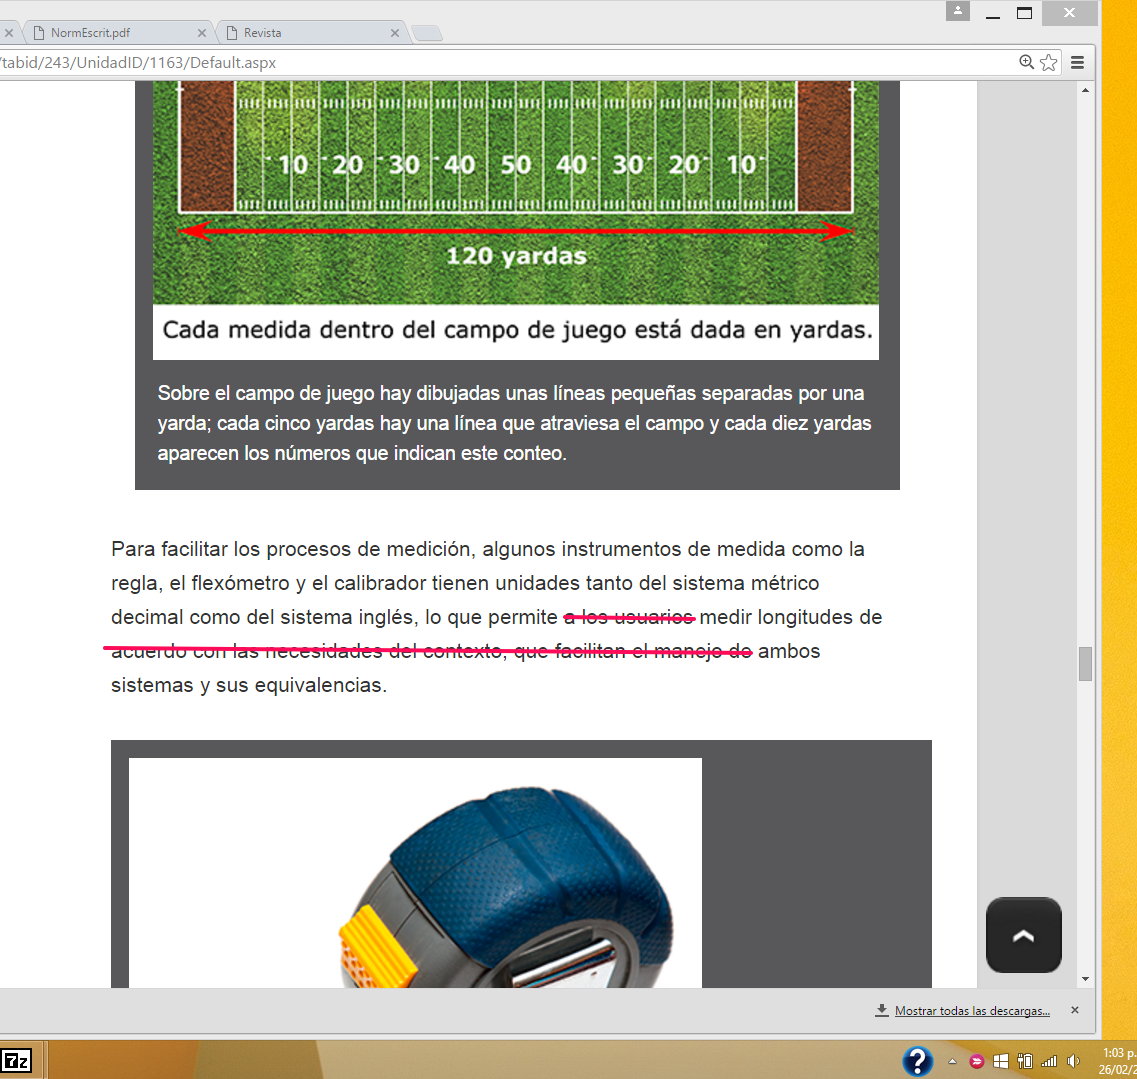 NormEscrit.pdf
Revista
/tabid/243/UnidadID/1163/Default.aspx
10 20 30 40 50 40 30 20 10
120 yardas
Cada medida dentro del campo de juego está dada en yardas.
Sobre el campo de juego hay dibujadas unas líneas pequeñas separadas por una
yarda; cada cinco yardas hay una línea que atraviesa el campo y cada diez yardas
aparecen los números que indican este conteo.
Para facilitar los procesos de medición, algunos instrumentos de medida como la
regla, el flexómetro y el calibrador tienen unidades tanto del sistema métrico
decimal como del sistema inglés, lo que permite a los usuarios medir longitudes de
acuerdo con las necesidades del contexto, que facilitan el manejo de ambos
sistemas y sus equivalencias.
Mostrar todas las descargas...
7z
?
1:03 p.
26/02/2